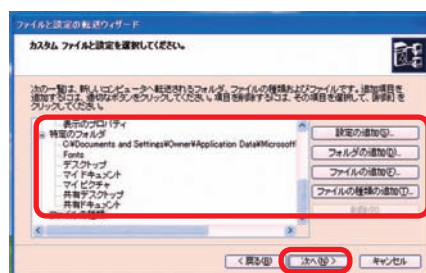 ファイルと設定の転送ウィザード
カスタム ファイルと設定を選択してください。
次の一覧は、新しいコンピュータへ転送されるフォルダ、ファイルの種類およびファイルです。追加項目を
追加するには、適切なボタンをクリックしてください。項目を削除するには、その項目を選択して、[削除] を
クリックしてください。
表示のプロパティ
特定のフォルダ
C:¥Documents and Settings¥Owner¥Application Data¥Microsoft
Fonts
デスクトップ
マイ ドキュメント
マイ ピクチャ
共有デスクトップ
共有ドキュメント
ファイルの種類
設定の追加(S)...
フォルダの追加(D)...
ファイルの追加(E)...
ファイルの種類の追加(T)...
削除(R)
< 戻る(B)
次へ(N) >
キャンセル